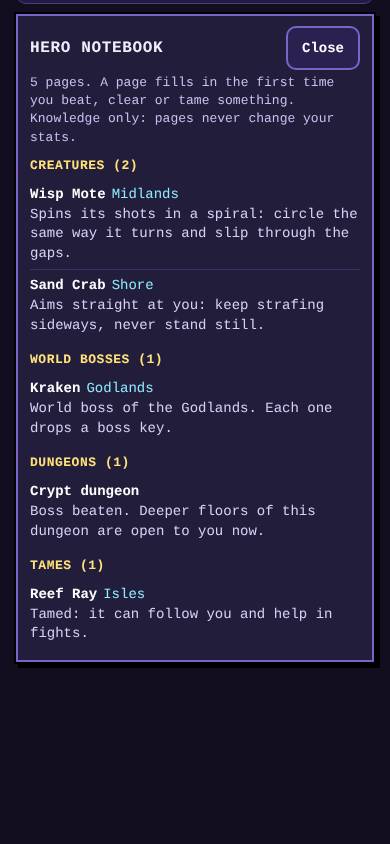 HERO NOTEBOOK
Close
5 pages. A page fills in the first time
you beat, clear or tame something.
Knowledge only: pages never change your
stats.
CREATURES (2)
Wisp Mote Midlands
Spins its shots in a spiral: circle the
same way it turns and slip through the
gaps.
Sand Crab Shore
Aims straight at you: keep strafing
sideways, never stand still.
WORLD BOSSES (1)
Kraken Godlands
World boss of the Godlands. Each one
drops a boss key.
DUNGEONS (1)
Crypt dungeon
Boss beaten. Deeper floors of this
dungeon are open to you now.
TAMES (1)
Reef Ray Isles
Tamed: it can follow you and help in
fights.